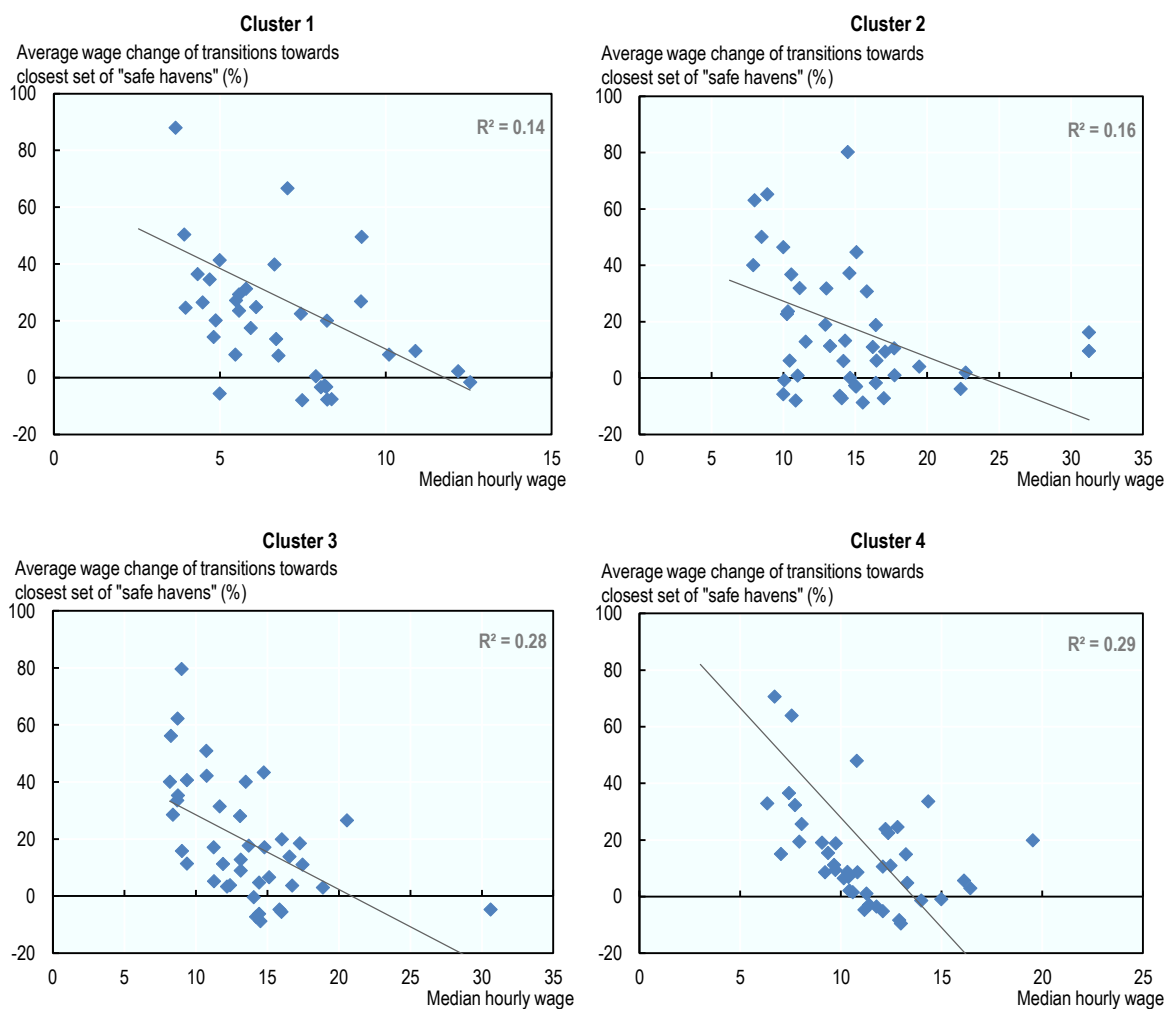 Cluster 1
Average wage change of transitions towards
closest set of "safe havens" (%)
100
80
60
40
20
0
-20
R² = 0.14
0 5 10 15
Median hourly wage
Cluster 2
Average wage change of transitions towards
closest set of "safe havens" (%)
100
80
60
40
20
0
-20
R² = 0.16
0 5 10 15 20 25 30 35
Median hourly wage
Cluster 3
Average wage change of transitions towards
closest set of "safe havens" (%)
100
80
60
40
20
0
-20
R² = 0.28
0 5 10 15 20 25 30 35
Median hourly wage
Cluster 4
Average wage change of transitions towards
closest set of "safe havens" (%)
100
80
60
40
20
0
-20
R² = 0.29
0 5 10 15 20 25
Median hourly wage